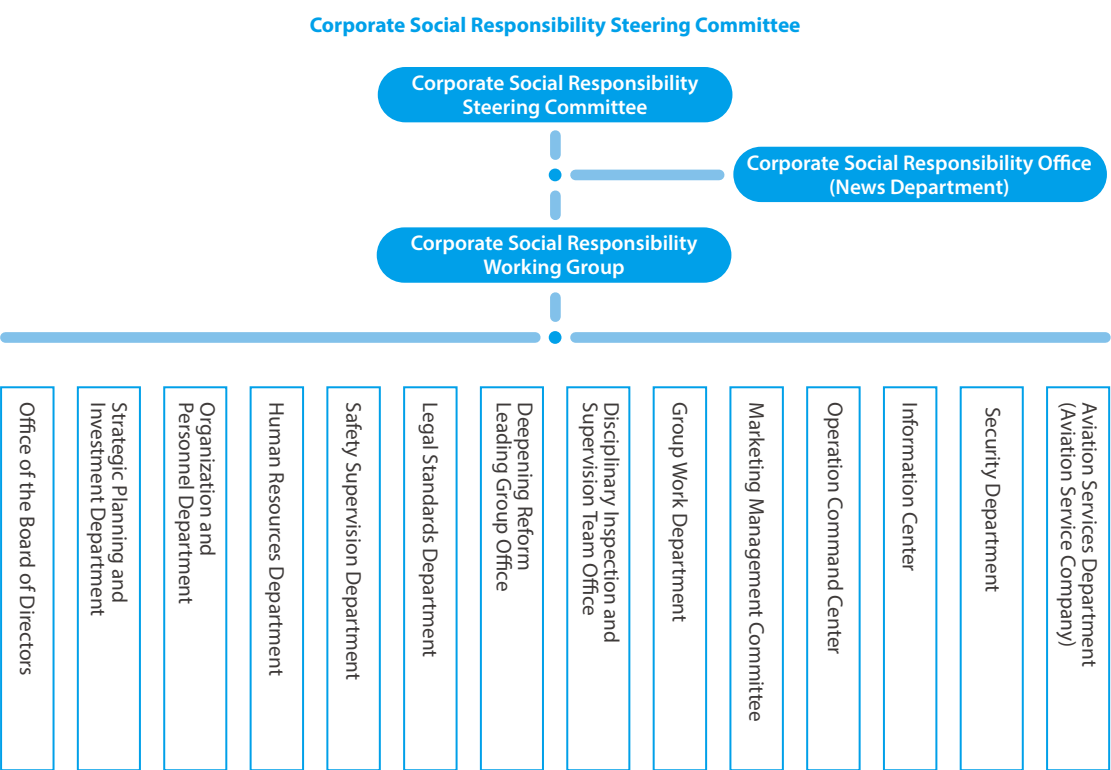 Corporate Social Responsibility Steering Committee
Corporate Social Responsibility
Steering Committee
Corporate Social Responsibility Office
(News Department)
Corporate Social Responsibility
Working Group
Office of the Board of Directors
Strategic Planning and
Investment Department
Organization and
Personnel Department
Human Resources Department
Safety Supervision Department
Legal Standards Department
Deepening Reform
Leading Group Office
Disciplinary Inspection and
Supervision Team Office
Group Work Department
Marketing Management Committee
Operation Command Center
Information Center
Security Department
Aviation Services Department
(Aviation Service Company)